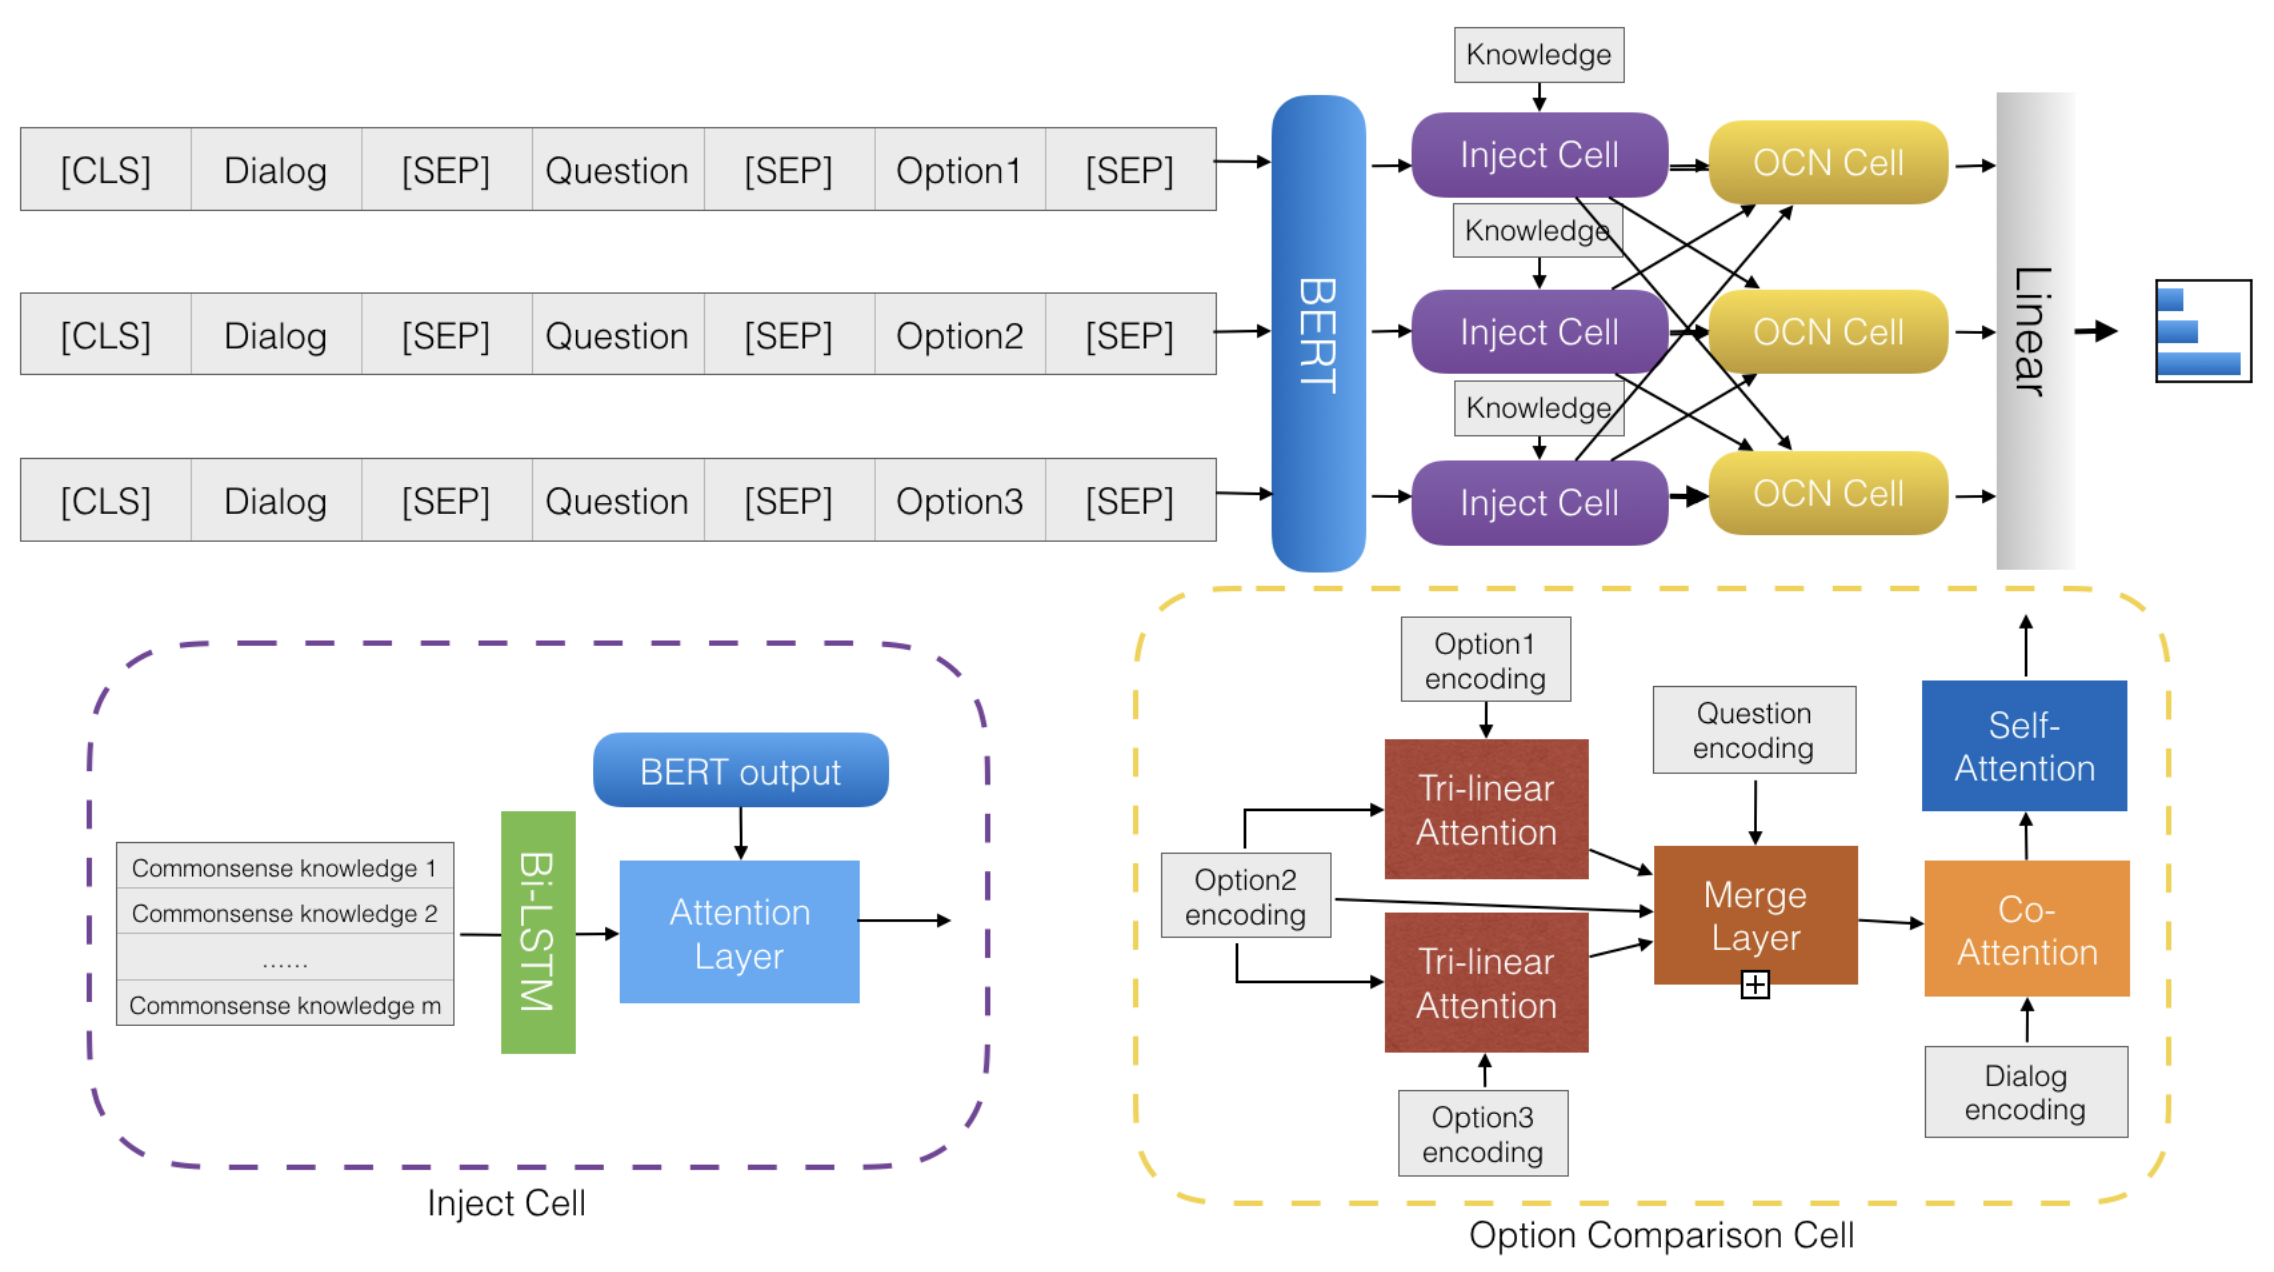 Knowledge
[CLS] Dialog [SEP] Question [SEP] Option1 [SEP]
Inject Cell
OCN Cell
Knowledge
[CLS] Dialog [SEP] Question [SEP] Option2 [SEP]
BERT
Inject Cell
OCN Cell
Linear
Knowledge
[CLS] Dialog [SEP] Question [SEP] Option3 [SEP]
Inject Cell
OCN Cell
BERT output
Commonsense knowledge 1
Commonsense knowledge 2
......
Commonsense knowledge m
Bi-LSTM
Attention
Layer
Inject Cell
Option1
encoding
Question
encoding
Self-
Attention
Tri-linear
Attention
Option2
encoding
Merge
Layer
Co-
Attention
Tri-linear
Attention
Option3
encoding
Dialog
encoding
Option Comparison Cell